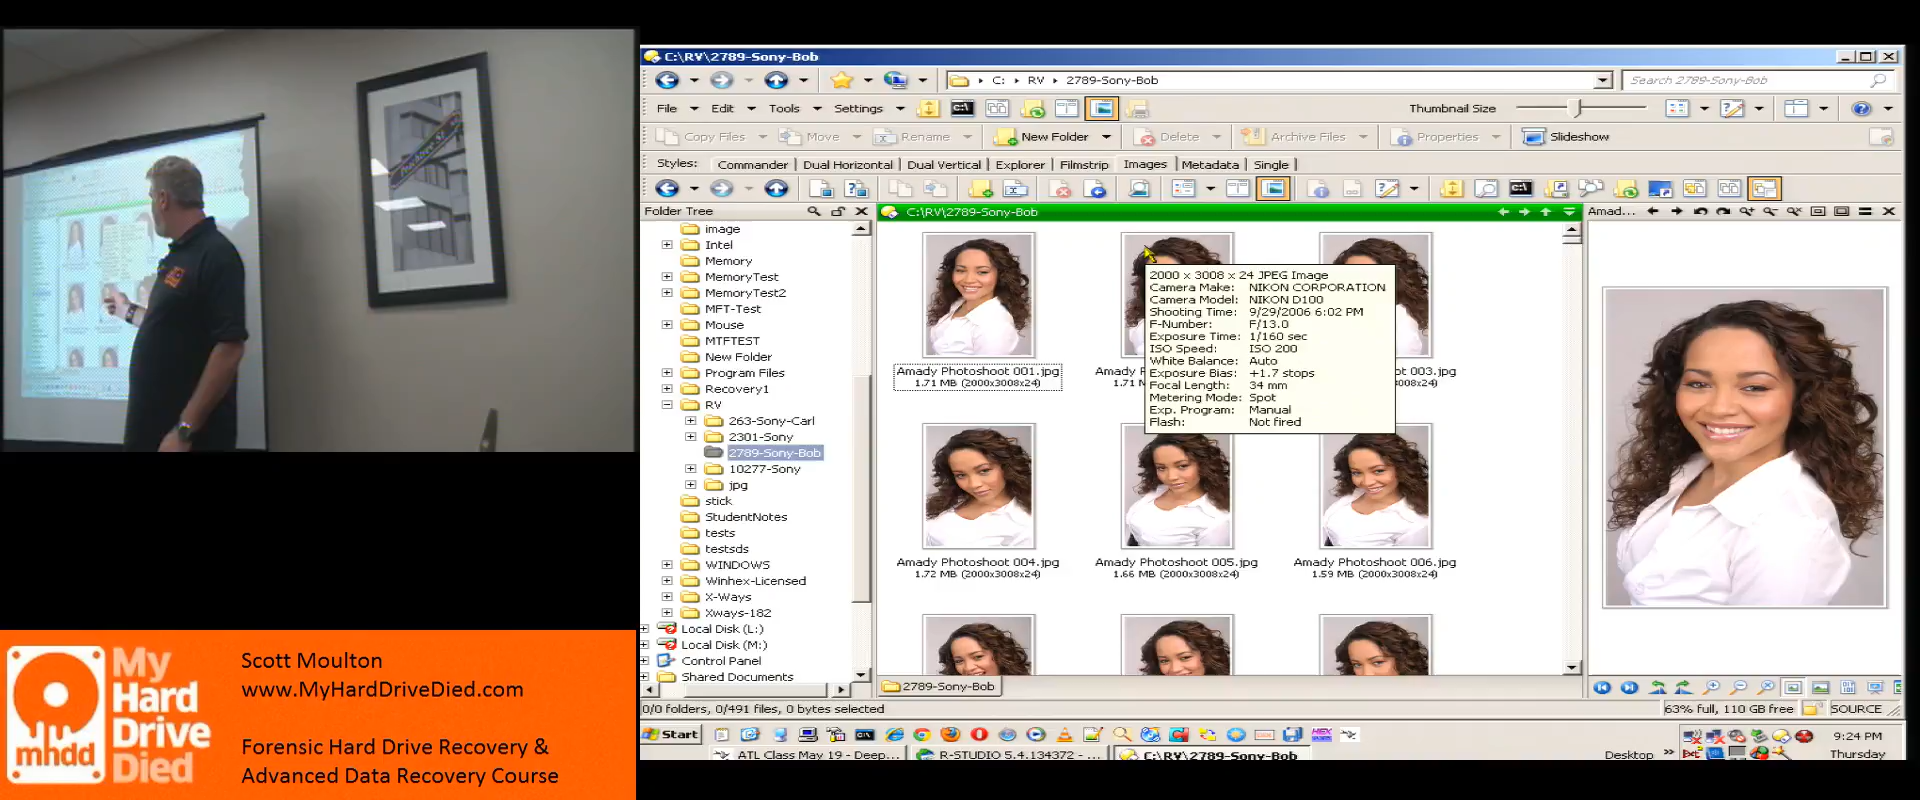 C:\RV\2789-Sony-Bob
C: RV 2789-Sony-Bob
Search 2789-Sony-Bob
File Edit Tools Settings
Thumbnail Size
Copy Files Move Rename New Folder Delete Archive Files Properties Slideshow
Styles: Commander Dual Horizontal Dual Vertical Explorer Filmstrip Images Metadata Single
Folder Tree
C:\RV\2789-Sony-Bob
Amad...
image
Intel
Memory
MemoryTest
MemoryTest2
MFT-Test
Mouse
MTFTEST
New Folder
Program Files
Recovery1
RV
263-Sony-Carl
2301-Sony
2789-Sony-Bob
10277-Sony
jpg
stick
StudentNotes
tests
testsds
WINDOWS
Winhex-Licensed
X-Ways
Xways-182
Local Disk (L:)
Local Disk (M:)
Control Panel
Shared Documents
2000 x 3008 x 24 JPEG Image
Camera Make: NIKON CORPORATION
Camera Model: NIKON D100
Shooting Time: 9/29/2006 6:02 PM
F-Number: F/13.0
Exposure Time: 1/160 sec
ISO Speed: ISO 200
White Balance: Auto
Exposure Bias: +1.7 stops
Focal Length: 34 mm
Metering Mode: Spot
Exp. Program: Manual
Flash: Not fired
Amady Photoshoot 001.jpg
1.71 MB (2000x3008x24)
Amady P
1.71 M
ot 003.jpg
3008x24)
Amady Photoshoot 004.jpg
1.72 MB (2000x3008x24)
Amady Photoshoot 005.jpg
1.66 MB (2000x3008x24)
Amady Photoshoot 006.jpg
1.59 MB (2000x3008x24)
2789-Sony-Bob
0/0 folders, 0/491 files, 0 bytes selected
63% full, 110 GB free
SOURCE
Start
HEX
9:24 PM
ATL Class May 19 - Deep...
R-STUDIO 5.4.134372 - ...
C:\RV\2789-Sony-Bob
Desktop
Thursday
My
Hard
Drive
Died
mhdd
Scott Moulton
www.MyHardDriveDied.com
Forensic Hard Drive Recovery &
Advanced Data Recovery Course